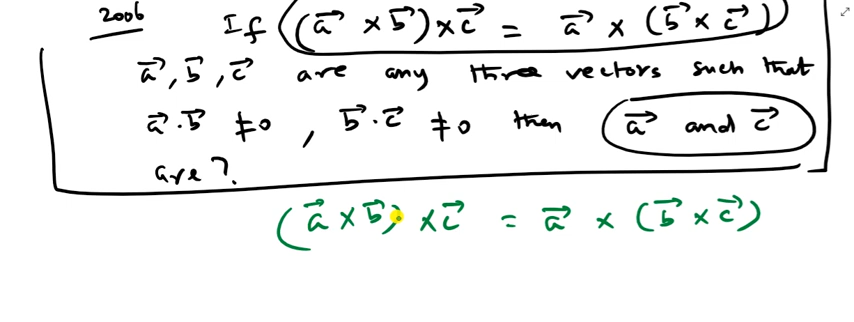 2006 If (a⃗ × b⃗) × c⃗ = a⃗ × (b⃗ × c⃗)
a⃗, b⃗, c⃗ are any three vectors such that
a⃗ . b⃗ ≠ 0 , b⃗ . c⃗ ≠ 0 then a⃗ and c⃗
are?
(a⃗ × b⃗) × c⃗ = a⃗ × (b⃗ × c⃗)